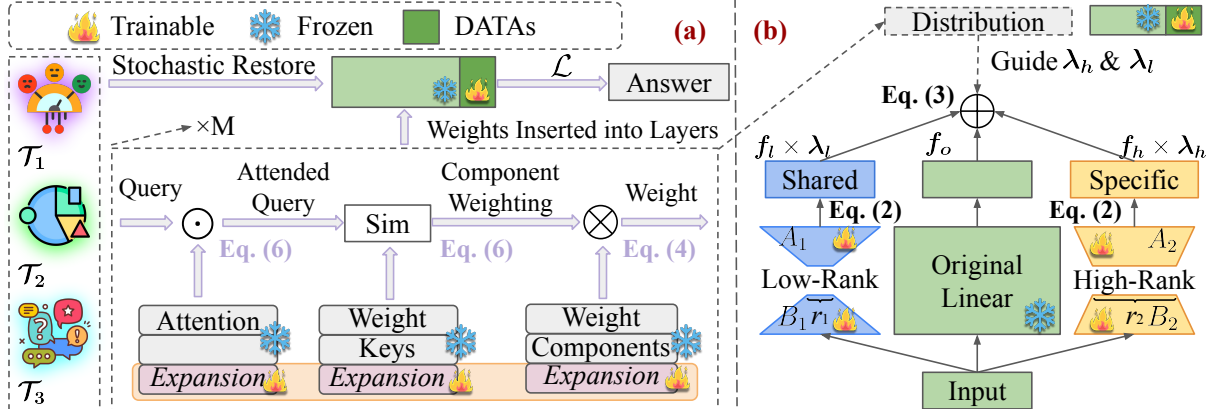 Trainable Frozen DATAs (a)
Stochastic Restore
𝓛
Answer
×M
Weights Inserted into Layers
𝒯₁
𝒯₂
𝒯₃
Query
Attended
Query
Component
Weighting
Weight
Sim
Eq. (6)
Eq. (6)
Eq. (4)
Attention
Expansion
Weight
Keys
Expansion
Weight
Components
Expansion
(b)
Distribution
Guide λₕ & λₗ
Eq. (3)
fₗ × λₗ
fₒ
fₕ × λₕ
Shared
Specific
Eq. (2)
Eq. (2)
A₁
A₂
Low-Rank
Original
Linear
High-Rank
B₁ r₁
r₂ B₂
Input